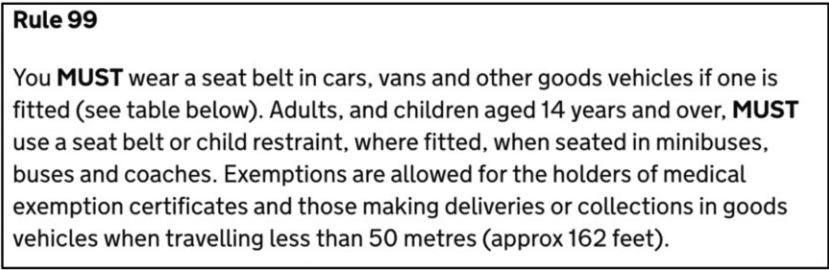 Rule 99
You MUST wear a seat belt in cars, vans and other goods vehicles if one is
fitted (see table below). Adults, and children aged 14 years and over, MUST
use a seat belt or child restraint, where fitted, when seated in minibuses,
buses and coaches. Exemptions are allowed for the holders of medical
exemption certificates and those making deliveries or collections in goods
vehicles when travelling less than 50 metres (approx 162 feet).